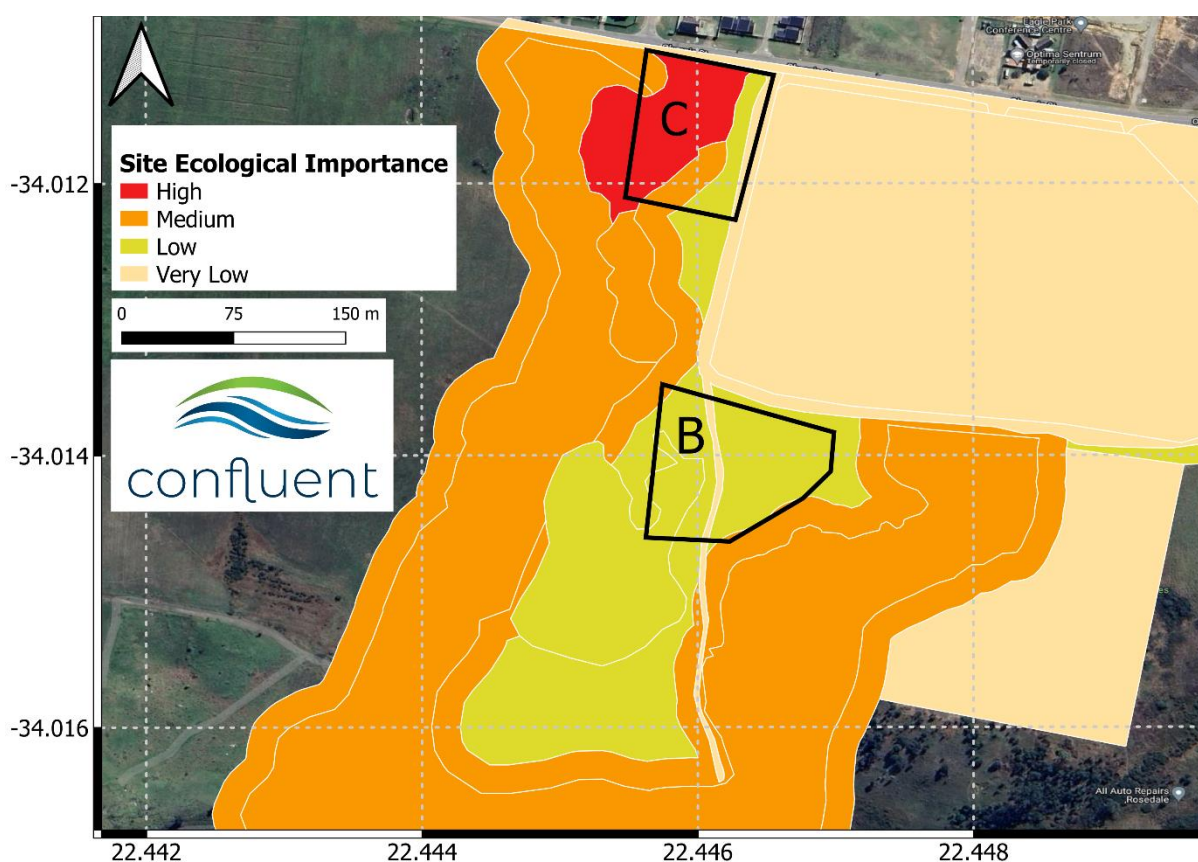 Eagle Park
Conference Centre
Optima Sentrum
Temporarily closed
C
Site Ecological Importance
High
Medium
Low
Very Low
0 75 150 m
confluent
B
-34.012
-34.014
-34.016
All Auto Repairs
Rosedale
22.442 22.444 22.446 22.448